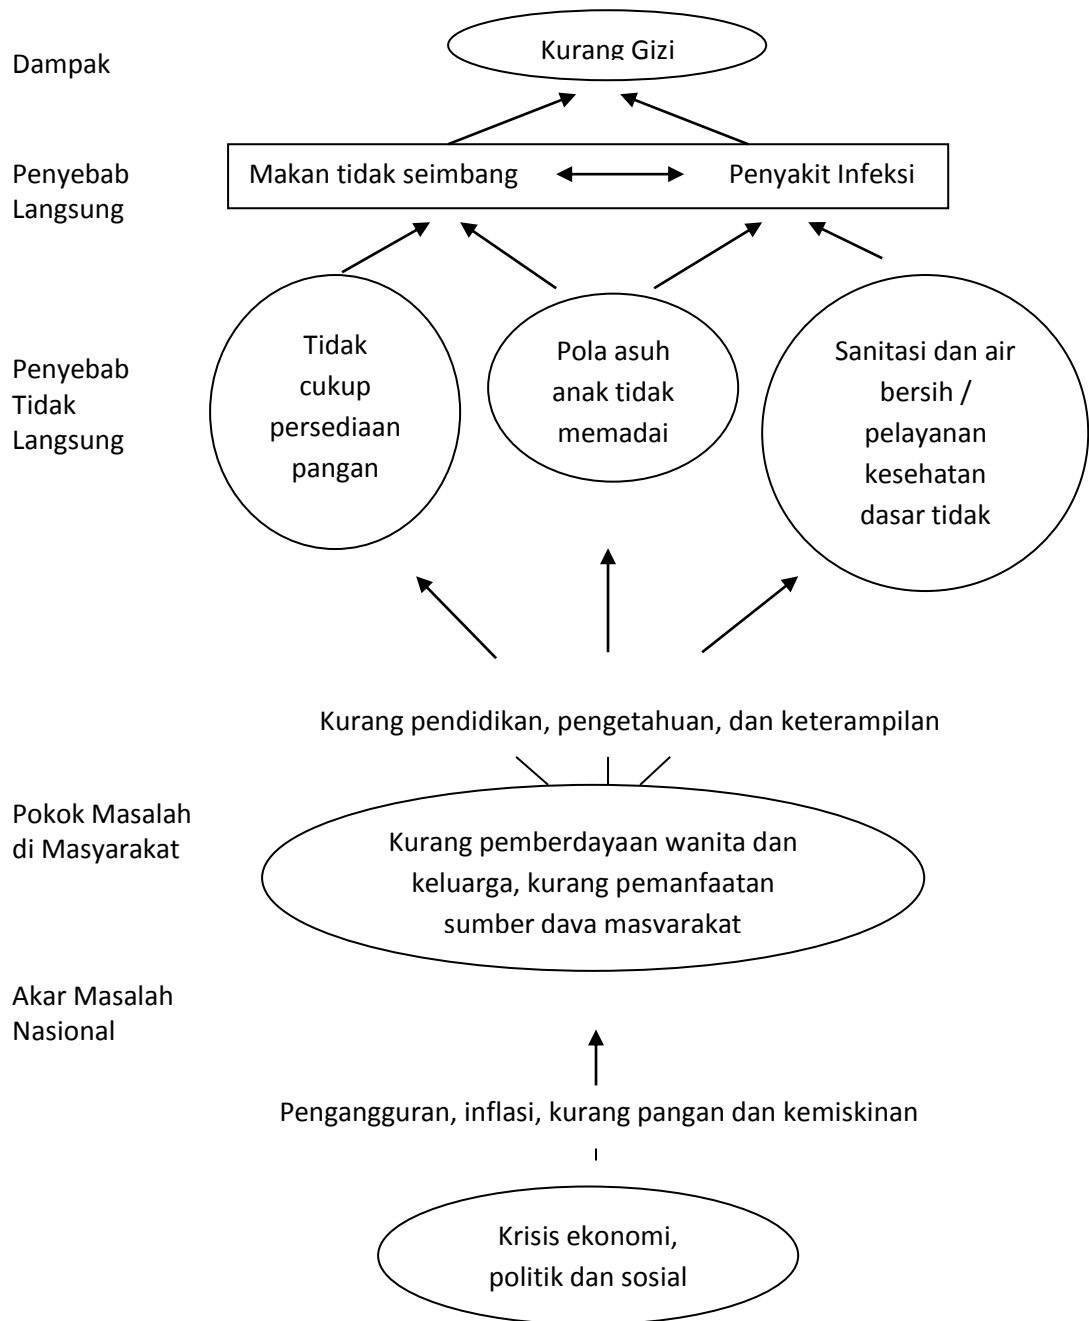 Dampak
Kurang Gizi
Penyebab
Langsung
Makan tidak seimbang
Penyakit Infeksi
Penyebab
Tidak
Langsung
Tidak
cukup
persediaan
pangan
Pola asuh
anak tidak
memadai
Sanitasi dan air
bersih /
pelayanan
kesehatan
dasar tidak
Kurang pendidikan, pengetahuan, dan keterampilan
Pokok Masalah
di Masyarakat
Kurang pemberdayaan wanita dan
keluarga, kurang pemanfaatan
sumber daya masyarakat
Akar Masalah
Nasional
Pengangguran, inflasi, kurang pangan dan kemiskinan
Krisis ekonomi,
politik dan sosial